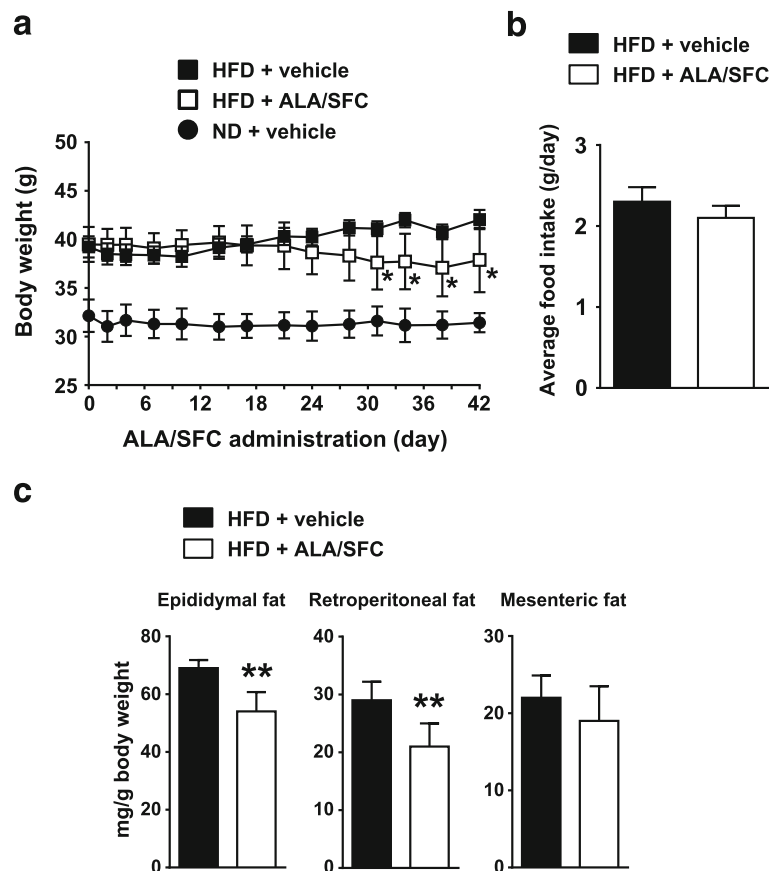 a
HFD + vehicle
HFD + ALA/SFC
ND + vehicle
Body weight (g)
50
45
40
35
30
25
0 6 12 18 24 30 36 42
ALA/SFC administration (day)
* * * *
b
HFD + vehicle
HFD + ALA/SFC
Average food intake (g/day)
3
2
1
0
c
HFD + vehicle
HFD + ALA/SFC
Epididymal fat Retroperitoneal fat Mesenteric fat
mg/g body weight
80
60
40
20
0
**
40
30
20
10
0
**
30
20
10
0